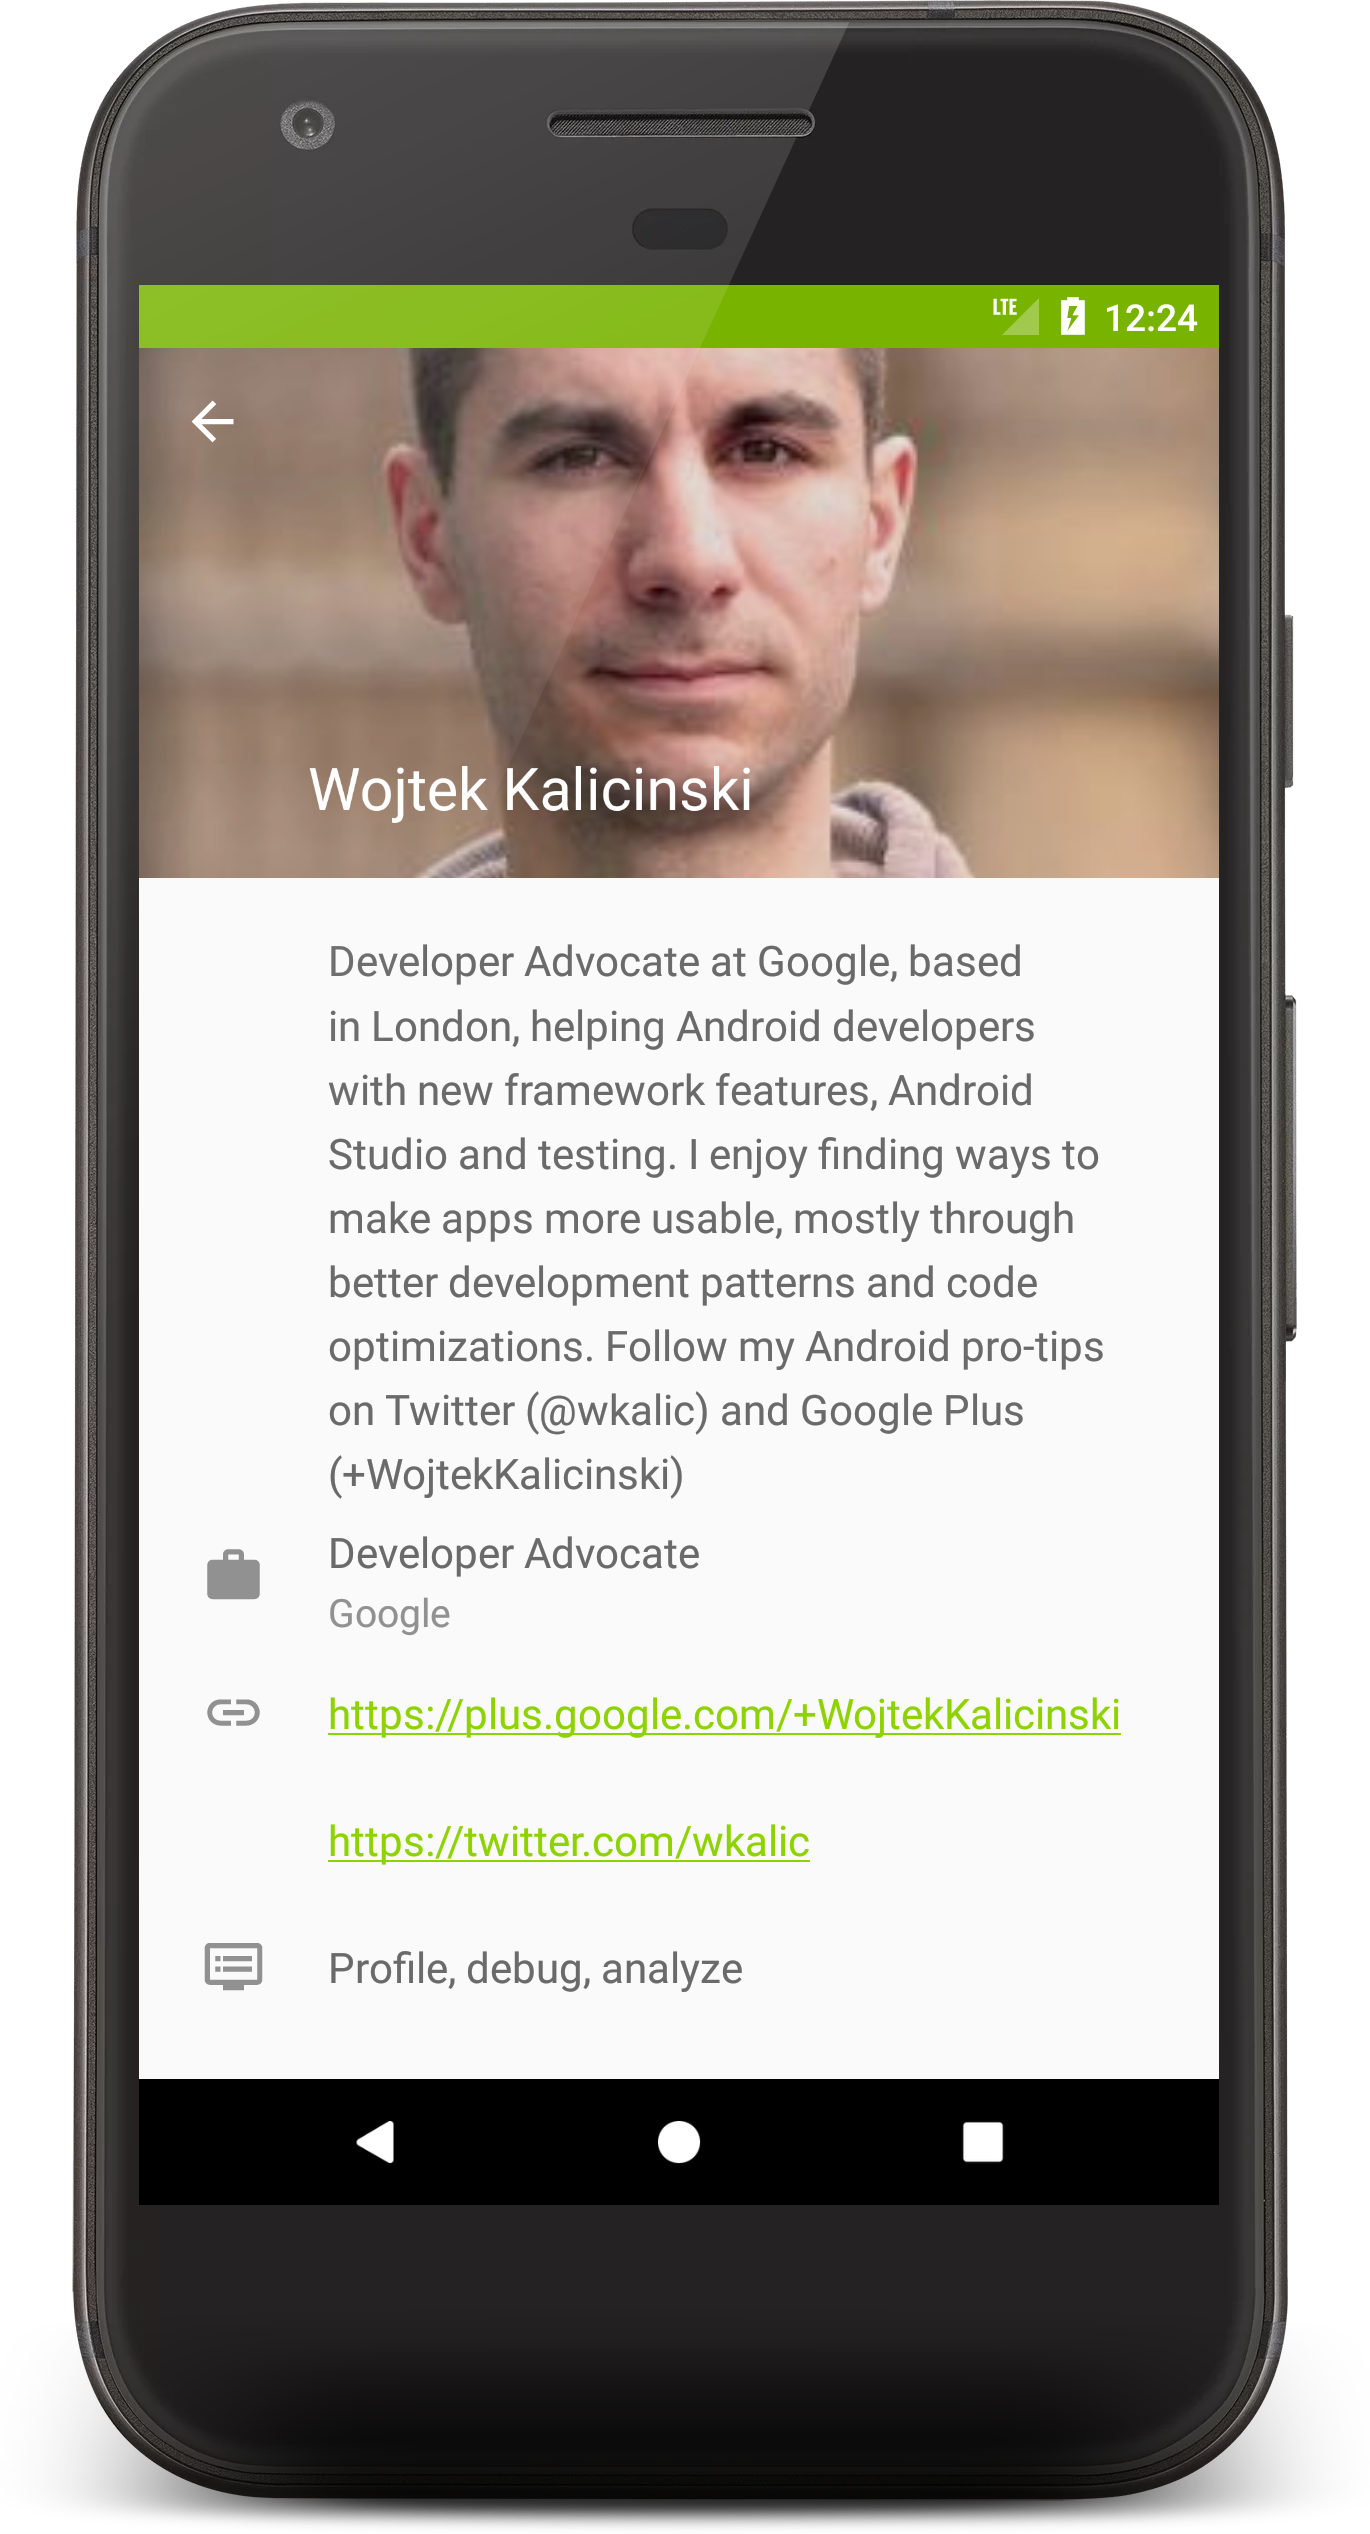 LTE 12:24
Wojtek Kalicinski
Developer Advocate at Google, based
in London, helping Android developers
with new framework features, Android
Studio and testing. I enjoy finding ways to
make apps more usable, mostly through
better development patterns and code
optimizations. Follow my Android pro-tips
on Twitter (@wkalic) and Google Plus
(+WojtekKalicinski)
Developer Advocate
Google
https://plus.google.com/+WojtekKalicinski
https://twitter.com/wkalic
Profile, debug, analyze